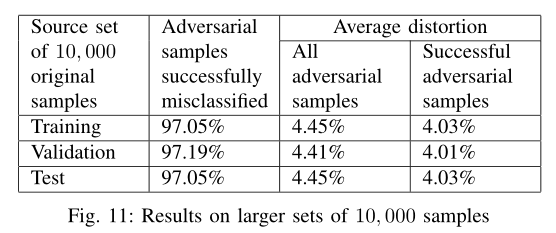 Source set of 10,000 original samples
Adversarial samples successfully misclassified
Average distortion
All adversarial samples
Successful adversarial samples
Training 97.05% 4.45% 4.03%
Validation 97.19% 4.41% 4.01%
Test 97.05% 4.45% 4.03%
Fig. 11: Results on larger sets of 10,000 samples